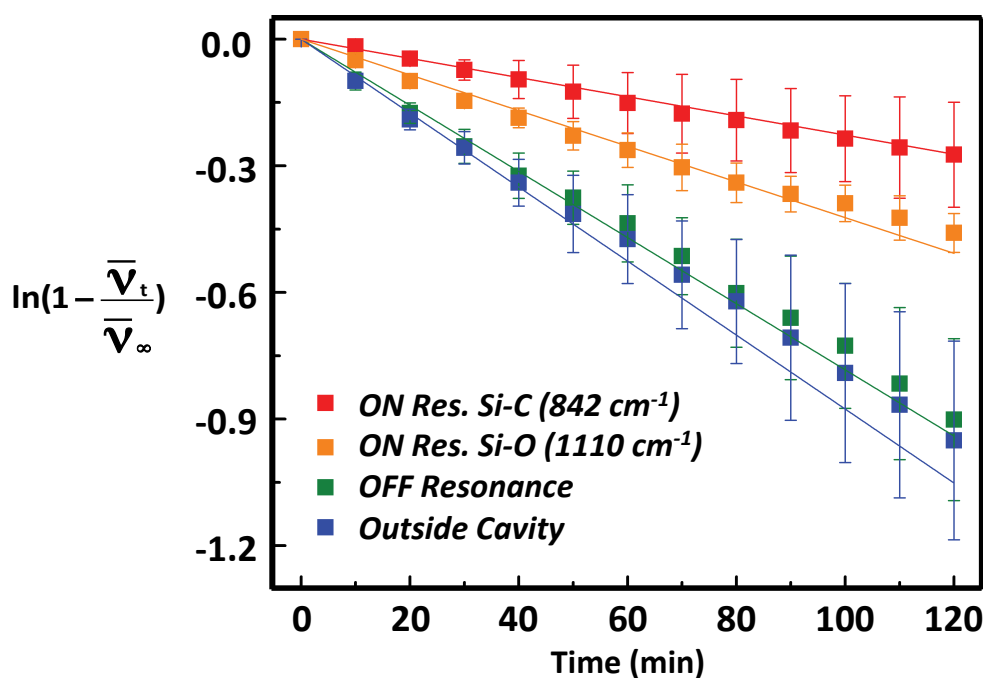 0.0
-0.3
-0.6
-0.9
-1.2
ln(1 – ν̅ₜ / ν̅∞)
ON Res. Si-C (842 cm⁻¹)
ON Res. Si-O (1110 cm⁻¹)
OFF Resonance
Outside Cavity
0 20 40 60 80 100 120
Time (min)